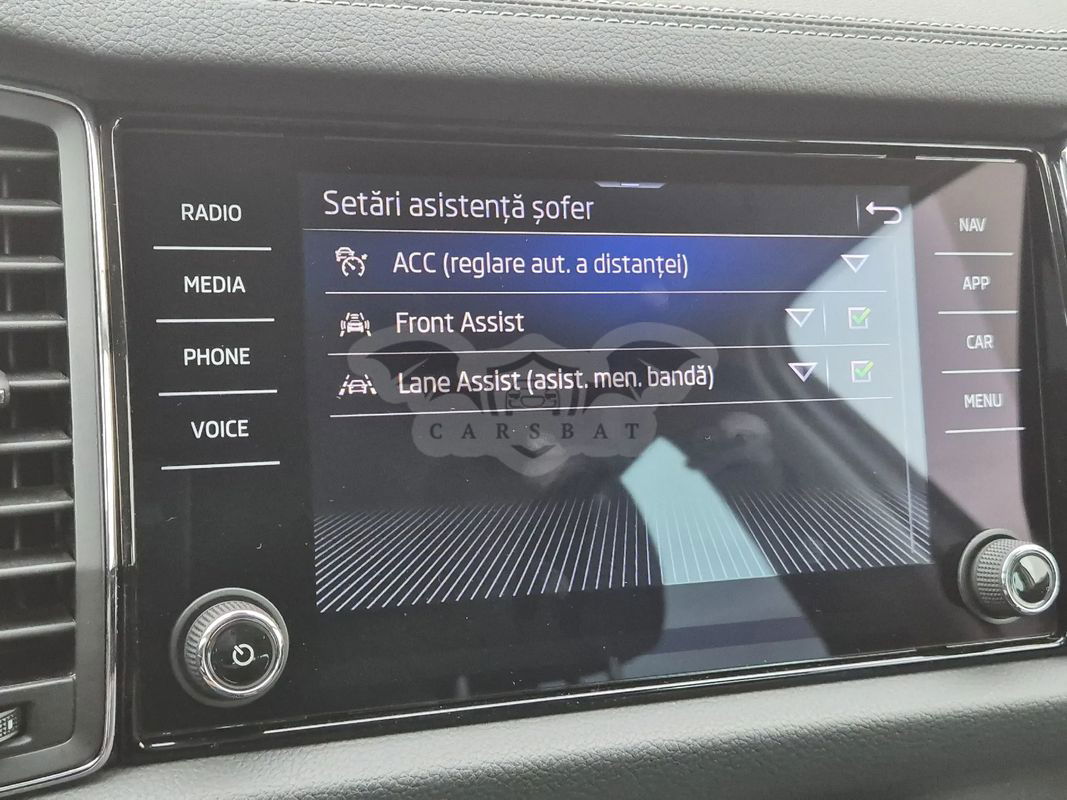 Setări asistență șofer
RADIO
MEDIA
PHONE
VOICE
ACC (reglare aut. a distanței)
Front Assist
Lane Assist (asist. men. bandă)
CARSBAT
NAV
APP
CAR
MENU